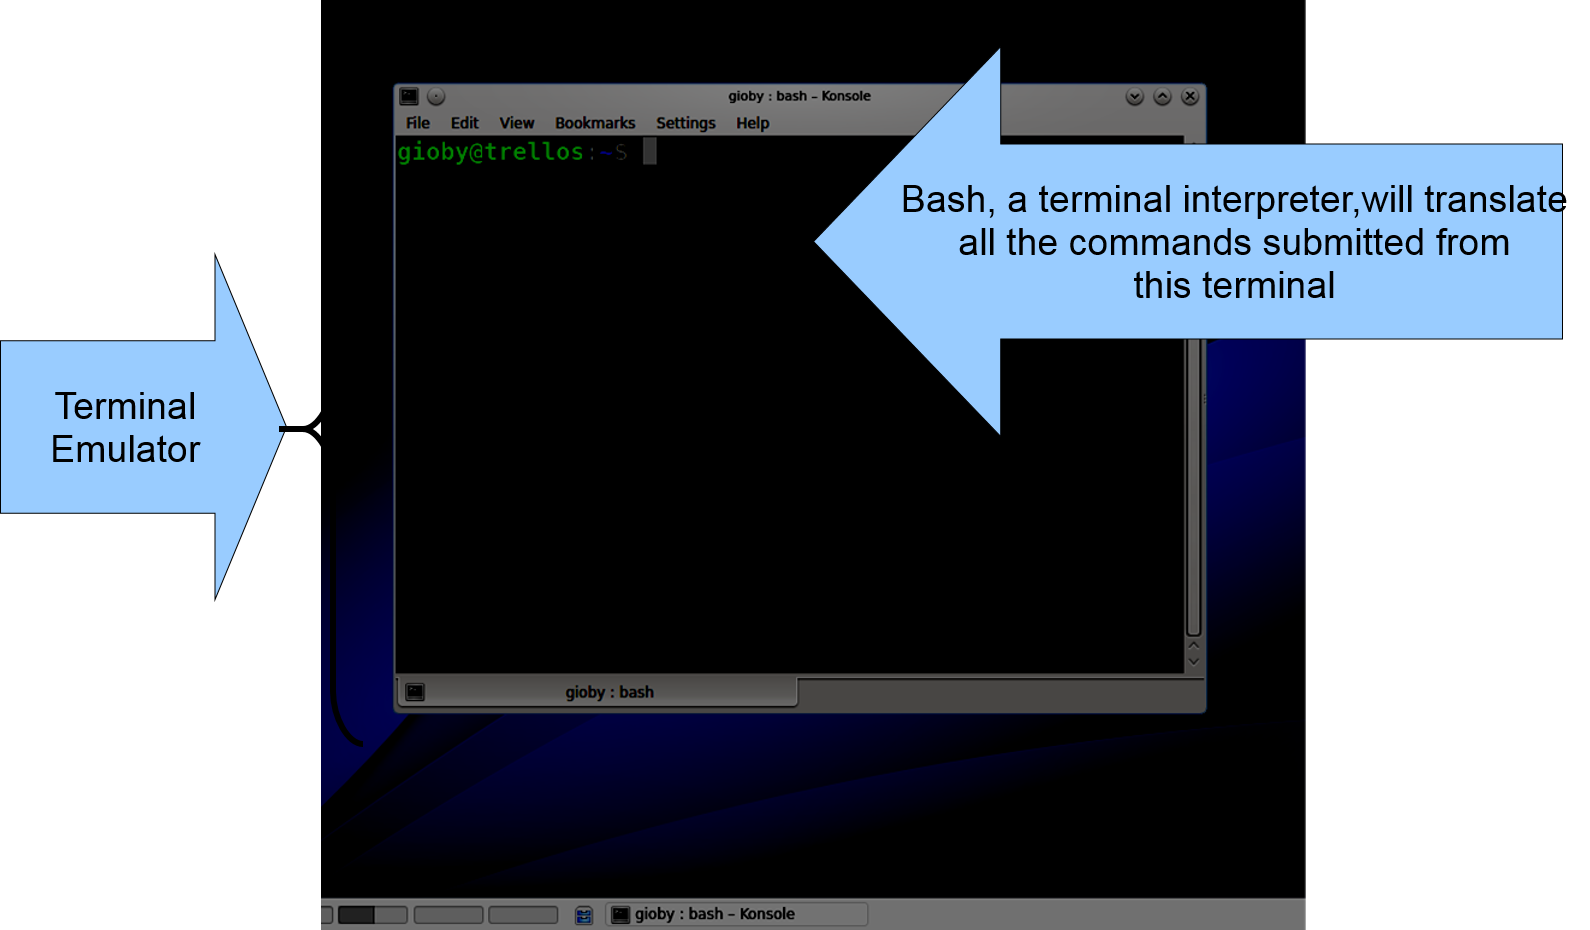 gioby : bash – Konsole
File Edit View Bookmarks Settings Help
gioby@trellos:~$
Bash, a terminal interpreter,will translate
all the commands submitted from
this terminal
Terminal
Emulator
gioby : bash
gioby : bash – Konsole